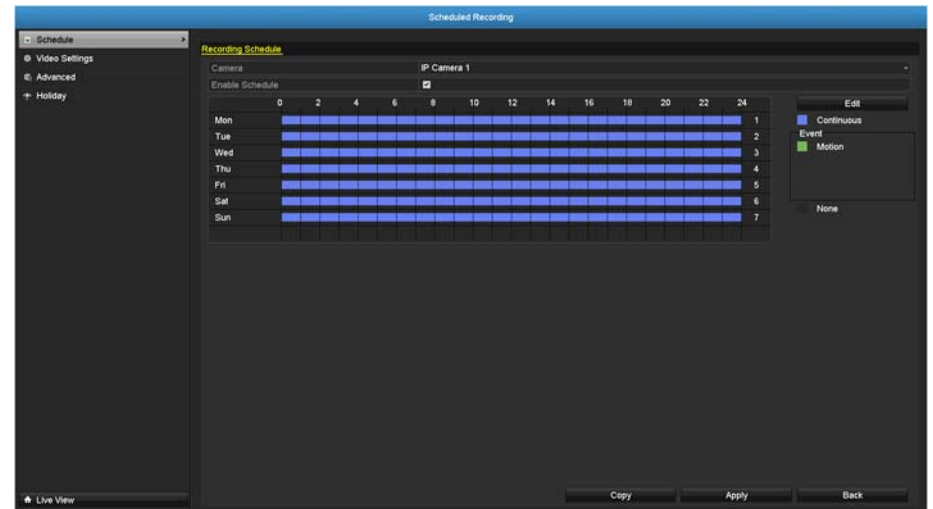 Scheduled Recording
Schedule
Video Settings
Advanced
Holiday
Live View
Recording Schedule
Camera IP Camera 1
Enable Schedule
0 2 4 6 8 10 12 14 16 18 20 22 24
Mon 1
Tue 2
Wed 3
Thu 4
Fri 5
Sat 6
Sun 7
Edit
Continuous
Event
Motion
None
Copy Apply Back